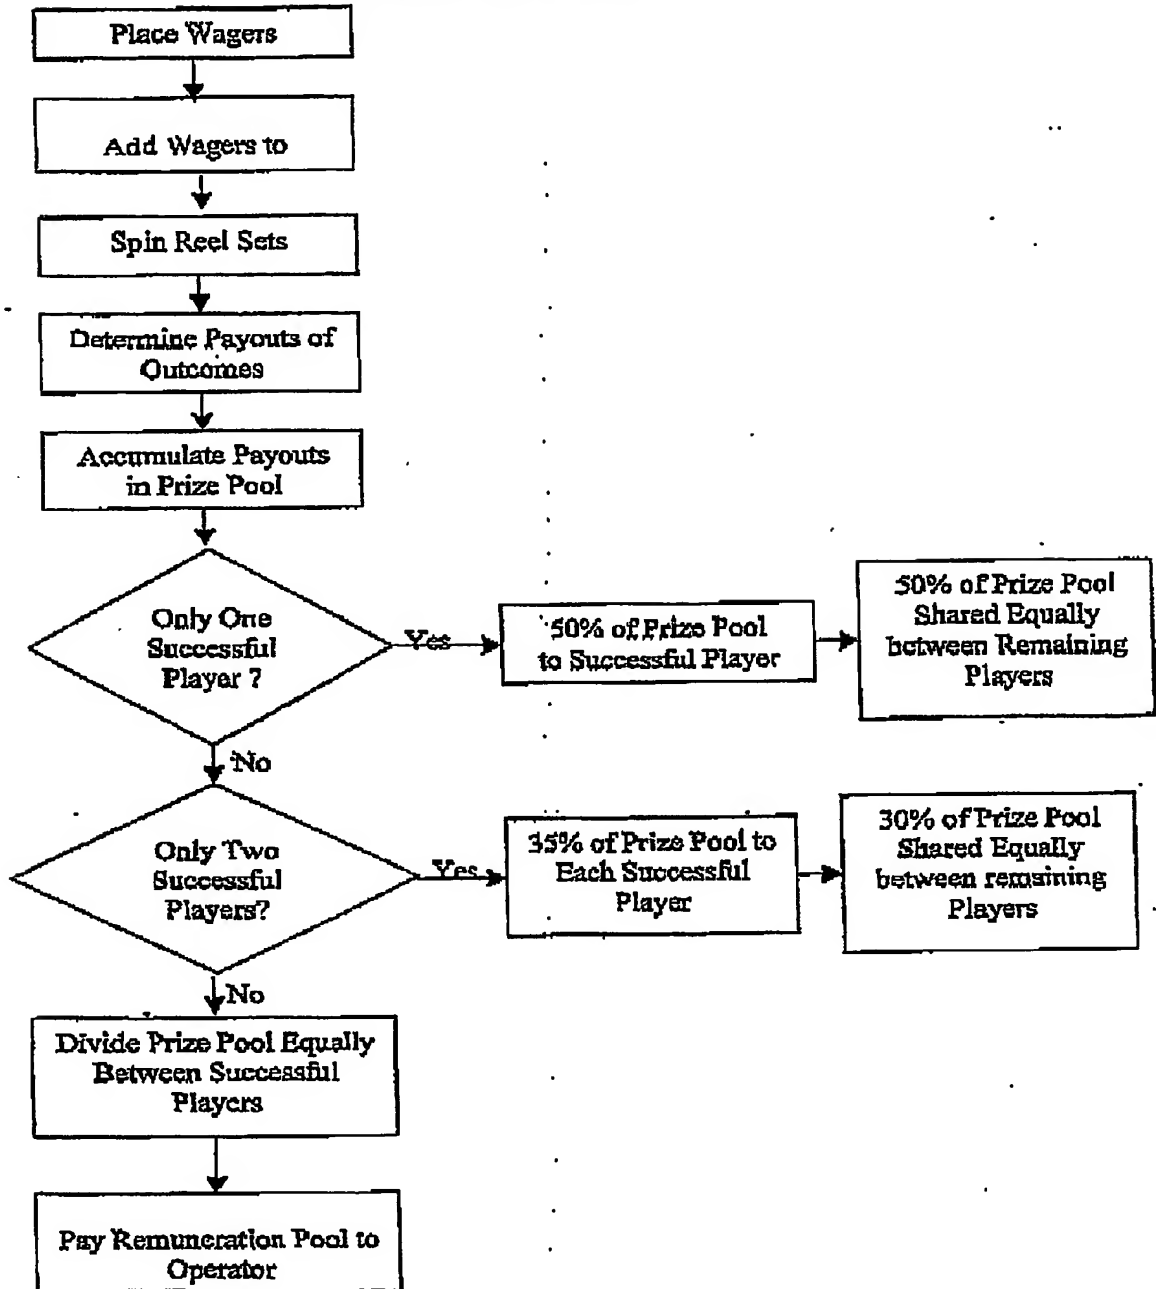 Place Wagers
Add Wagers to
Spin Reel Sets
Determine Payouts of
Outcomes
Accumulate Payouts
in Prize Pool
Only One
Successful
Player ?
Yes
50% of Prize Pool
to Successful Player
50% of Prize Pool
Shared Equally
between Remaining
Players
No
Only Two
Successful
Players?
Yes
35% of Prize Pool to
Each Successful
Player
30% of Prize Pool
Shared Equally
between remaining
Players
No
Divide Prize Pool Equally
Between Successful
Players
Pay Remuneration Pool to
Operator